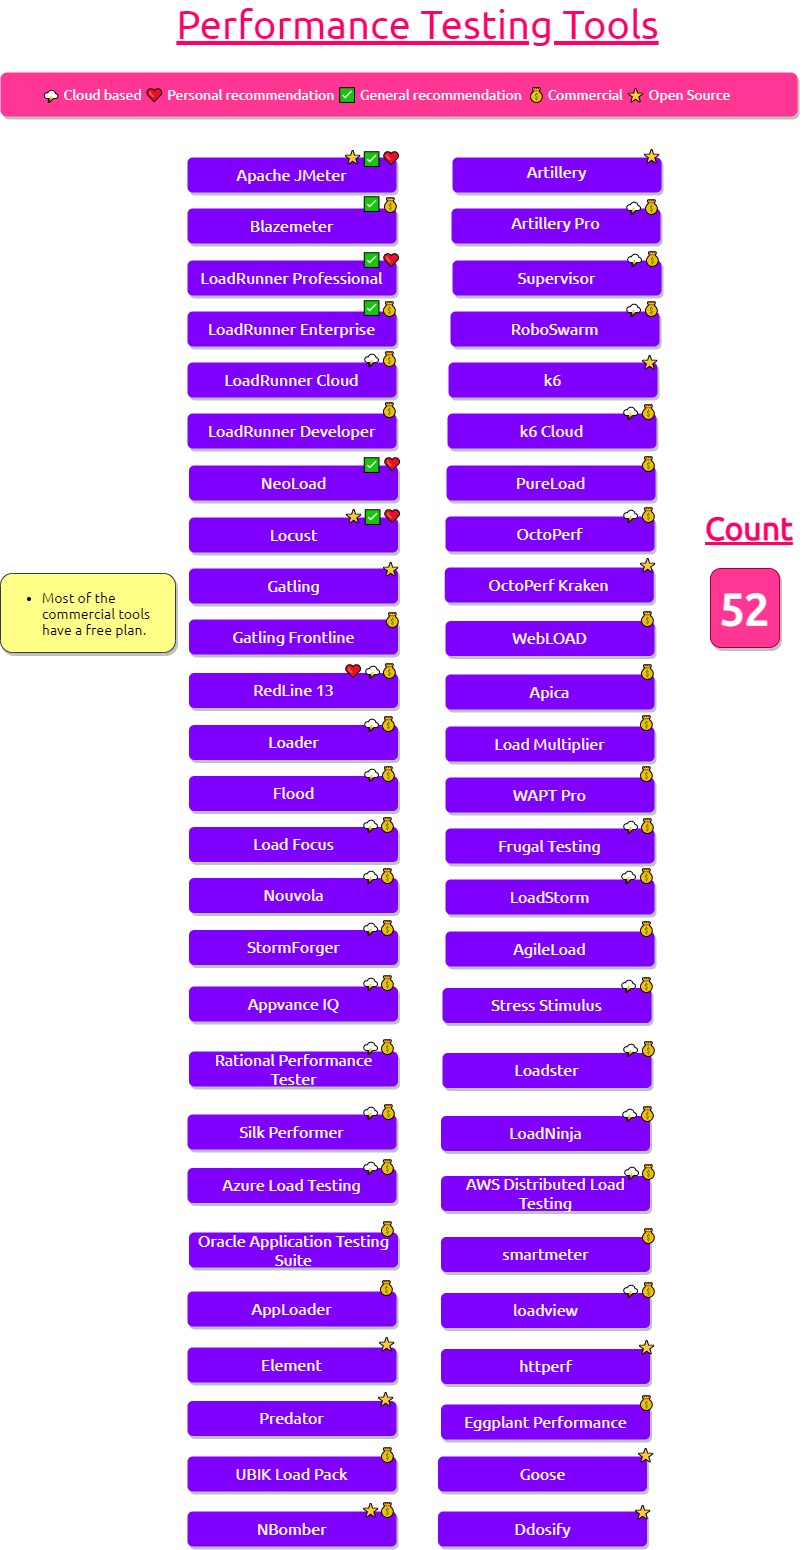 Performance Testing Tools
Cloud based Personal recommendation General recommendation Commercial Open Source
Apache JMeter
Blazemeter
LoadRunner Professional
LoadRunner Enterprise
LoadRunner Cloud
LoadRunner Developer
NeoLoad
Locust
Gatling
Gatling Frontline
RedLine 13
Loader
Flood
Load Focus
Nouvola
StormForger
Appvance IQ
Rational Performance
Tester
Silk Performer
Azure Load Testing
Oracle Application Testing
Suite
AppLoader
Element
Predator
UBIK Load Pack
NBomber
Artillery
Artillery Pro
Supervisor
RoboSwarm
k6
k6 Cloud
PureLoad
OctoPerf
OctoPerf Kraken
WebLOAD
Apica
Load Multiplier
WAPT Pro
Frugal Testing
LoadStorm
AgileLoad
Stress Stimulus
Loadster
LoadNinja
AWS Distributed Load
Testing
smartmeter
loadview
httperf
Eggplant Performance
Goose
Ddosify
Most of the
commercial tools
have a free plan.
Count
52